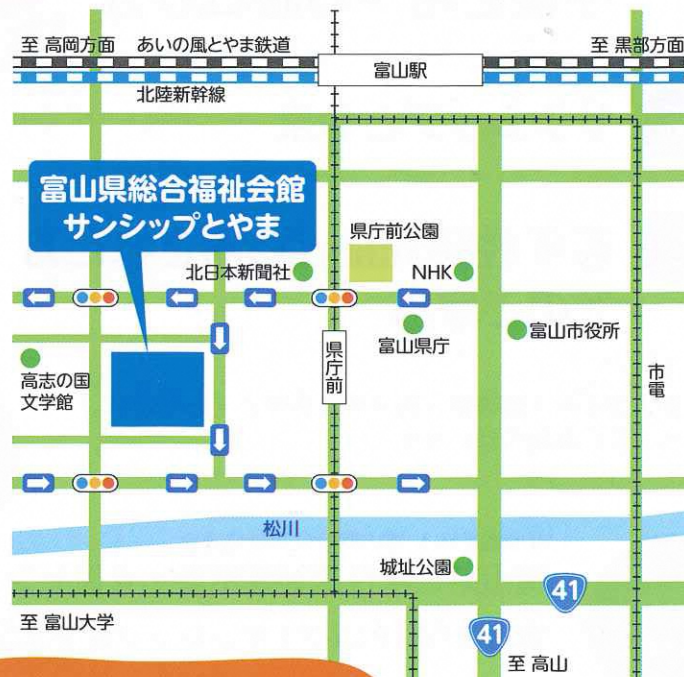 至 高岡方面 あいの風とやま鉄道
至 黒部方面
富山駅
北陸新幹線
富山県総合福祉会館
サンシップとやま
県庁前公園
北日本新聞社
NHK
富山県庁
富山市役所
県庁前
高志の国
文学館
市電
松川
城址公園
41
41
至 富山大学
至 高山